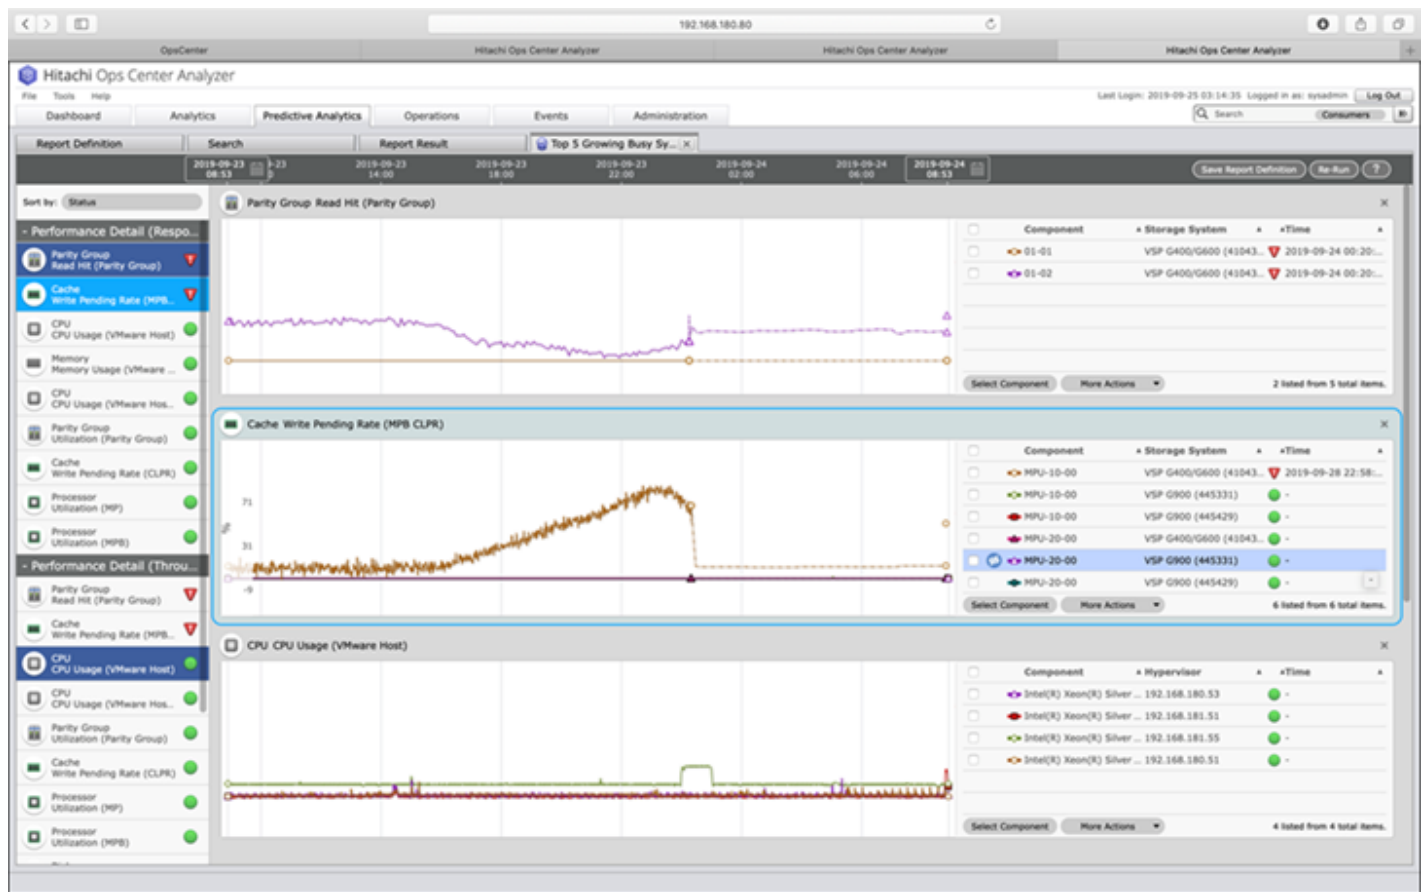 192.168.180.80
OpsCenter
Hitachi Ops Center Analyzer
Hitachi Ops Center Analyzer
Hitachi Ops Center Analyzer
Hitachi Ops Center Analyzer
File Tools Help
Last Login: 2019-09-25 03:14:35 Logged in as: sysadmin Log Out
Dashboard Analytics Predictive Analytics Operations Events Administration
Search Consumers
Report Definition Search Report Result Top 5 Growing Busy Sy...
2019-09-23 08:53
2019-09-23 14:00
2019-09-23 18:00
2019-09-23 22:00
2019-09-24 02:00
2019-09-24 06:00
2019-09-24 08:53
Save Report Definition Re-Run ?
Sort by: Status
- Performance Detail (Respo...
Parity Group
Read Hit (Parity Group)
Cache
Write Pending Rate (MPB...
CPU
CPU Usage (VMware Host)
Memory
Memory Usage (VMware ...
CPU
CPU Usage (VMware Hos...
Parity Group
Utilization (Parity Group)
Cache
Write Pending Rate (CLPR)
Processor
Utilization (MP)
Processor
Utilization (MPB)
- Performance Detail (Throu...
Parity Group
Read Hit (Parity Group)
Cache
Write Pending Rate (MPB...
CPU
CPU Usage (VMware Host)
CPU
CPU Usage (VMware Hos...
Parity Group
Utilization (Parity Group)
Cache
Write Pending Rate (CLPR)
Processor
Utilization (MP)
Processor
Utilization (MPB)
Parity Group Read Hit (Parity Group)
Component Storage System Time
01-01 VSP G400/G600 (41043... 2019-09-24 00:20:...
01-02 VSP G400/G600 (41043... 2019-09-24 00:20:...
Select Component More Actions 2 listed from 5 total items.
Cache Write Pending Rate (MPB CLPR)
71
%
31
-9
Component Storage System Time
MPU-10-00 VSP G400/G600 (41043... 2019-09-28 22:58:...
MPU-10-00 VSP G900 (445331) -
MPU-10-00 VSP G900 (445429) -
MPU-20-00 VSP G400/G600 (41043... -
MPU-20-00 VSP G900 (445331) -
MPU-20-00 VSP G900 (445429) -
Select Component More Actions 6 listed from 6 total items.
CPU CPU Usage (VMware Host)
Component Hypervisor Time
Intel(R) Xeon(R) Silver ... 192.168.180.53 -
Intel(R) Xeon(R) Silver ... 192.168.181.51 -
Intel(R) Xeon(R) Silver ... 192.168.181.55 -
Intel(R) Xeon(R) Silver ... 192.168.180.51 -
Select Component More Actions 4 listed from 4 total items.